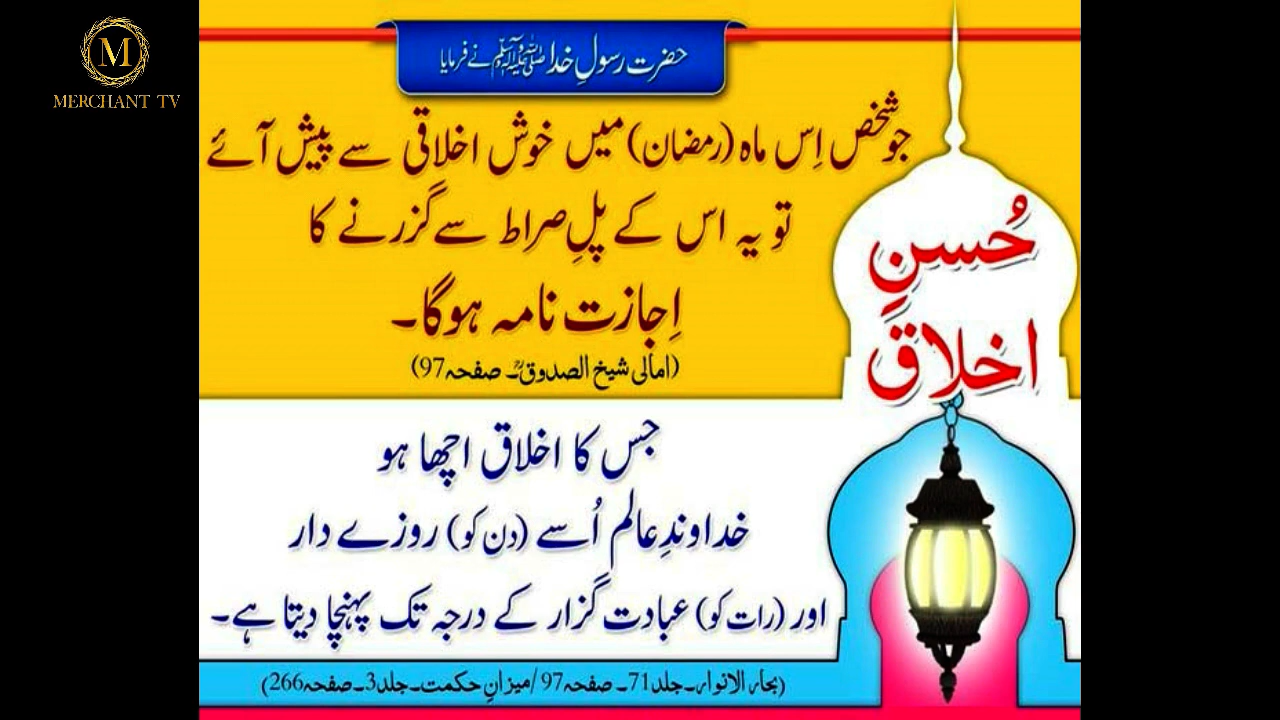 M
MERCHANT TV
حضرت رسولِ خدا صلی اللہ علیہ وآلہ وسلم نے فرمایا
جو شخص اِس ماہ (رمضان) میں خوش اخلاقی سے پیش آئے
تو یہ اس کے پلِ صراط سے گزرنے کا
اِجازت نامہ ہوگا۔
(امالی شیخ الصدوقؒ۔ صفحہ 97)
حُسنِ
اخلاق
جس کا اخلاق اچھا ہو
خداوندِ عالم اُسے (دن کو) روزے دار
اور (رات کو) عبادت گزار کے درجہ تک پہنچا دیتا ہے۔
(بحار الانوار۔ جلد 71۔ صفحہ 97 /میزانِ حکمت۔ جلد 3۔ صفحہ 266)